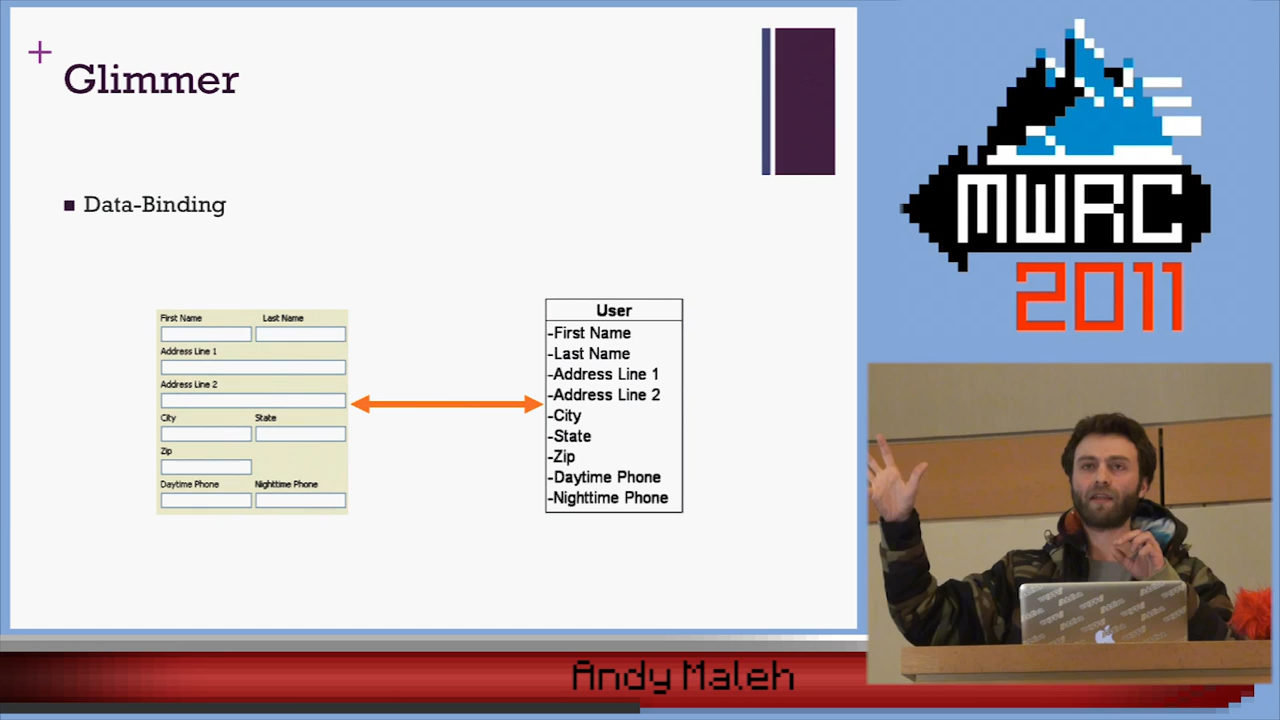 +
Glimmer
Data-Binding
First Name Last Name
Address Line 1
Address Line 2
City State
Zip
Daytime Phone Nighttime Phone
User
-First Name
-Last Name
-Address Line 1
-Address Line 2
-City
-State
-Zip
-Daytime Phone
-Nighttime Phone
MWRC
2011
Andy Maleh